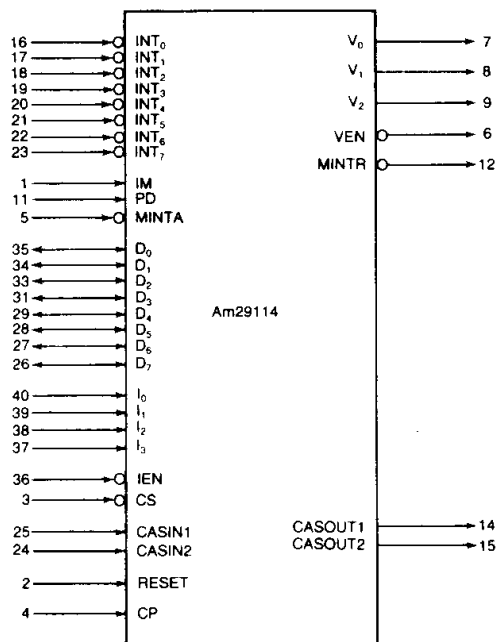 16 INT₀ V₀ 7
17 INT₁ V₁ 8
18 INT₂ V₂ 9
19 INT₃ VEN 6
20 INT₄ MINTR 12
21 INT₅
22 INT₆
23 INT₇
1 IM
11 PD
5 MINTA
35 D₀
34 D₁
33 D₂
31 D₃
29 D₄
28 D₅
27 D₆
26 D₇
Am29114
40 I₀
39 I₁
38 I₂
37 I₃
36 IEN
3 CS
25 CASIN1 CASOUT1 14
24 CASIN2 CASOUT2 15
2 RESET
4 CP